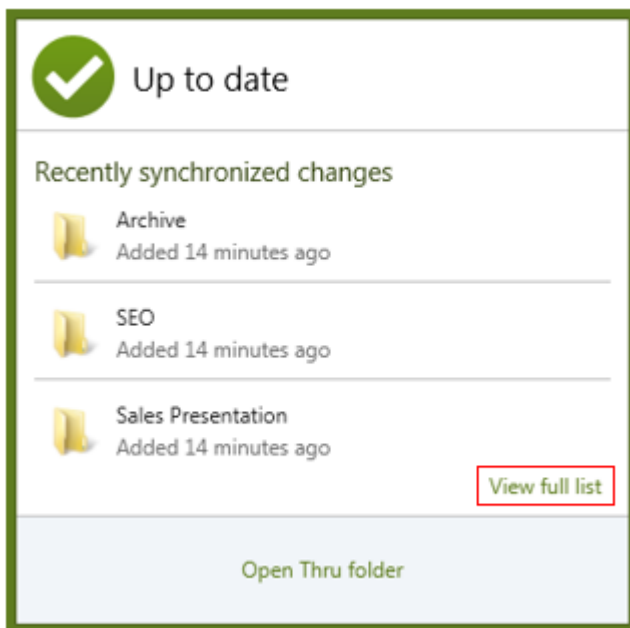 Up to date
Recently synchronized changes
Archive
Added 14 minutes ago
SEO
Added 14 minutes ago
Sales Presentation
Added 14 minutes ago
View full list
Open Thru folder